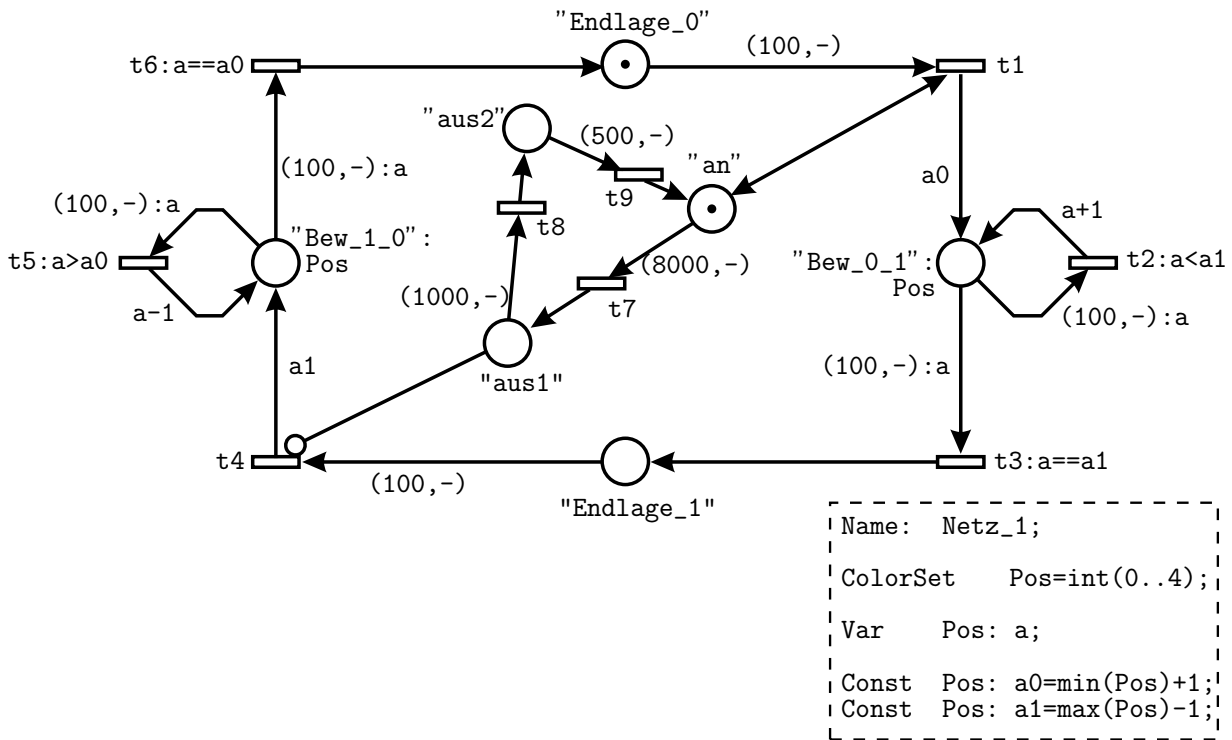 "Endlage_0"
(100,-)
t6:a==a0
t1
"aus2"
(500,-)
"an"
t9
(100,-):a
a0
(100,-):a
t8
a+1
"Bew_1_0":
Pos
t5:a>a0
(8000,-)
"Bew_0_1":
Pos
t2:a<a1
a-1
(1000,-)
t7
(100,-):a
(100,-):a
a1
"aus1"
t4
(100,-)
"Endlage_1"
t3:a==a1
Name: Netz_1;
ColorSet Pos=int(0..4);
Var Pos: a;
Const Pos: a0=min(Pos)+1;
Const Pos: a1=max(Pos)-1;